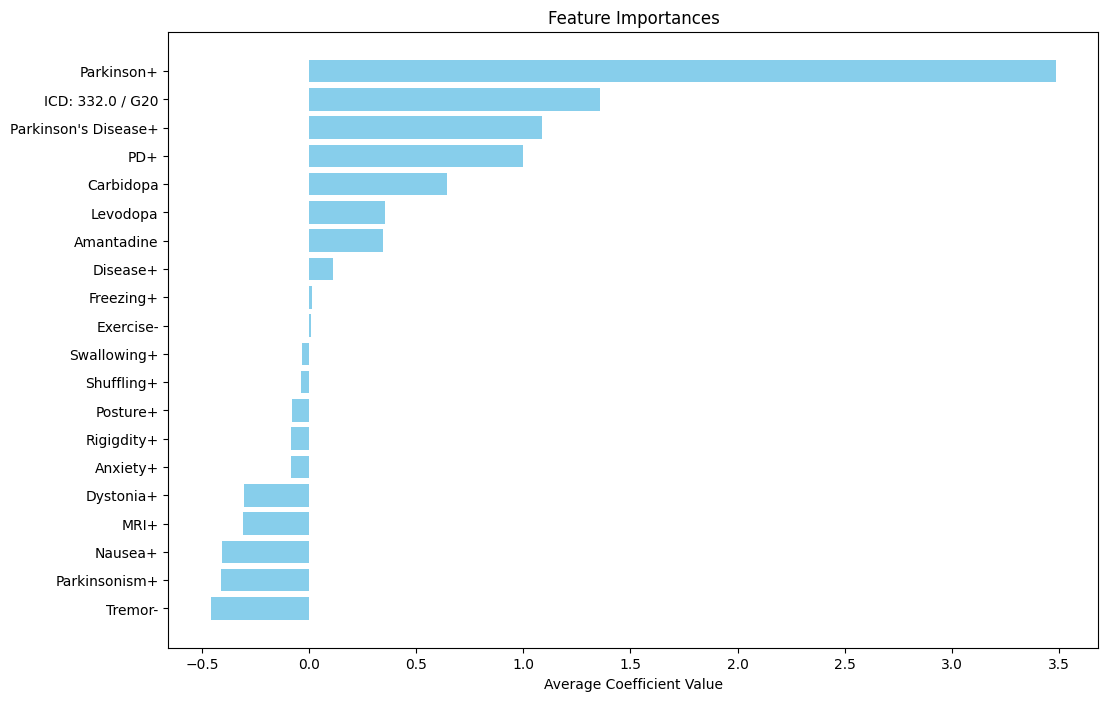 Feature Importances
Parkinson+
ICD: 332.0 / G20
Parkinson's Disease+
PD+
Carbidopa
Levodopa
Amantadine
Disease+
Freezing+
Exercise-
Swallowing+
Shuffling+
Posture+
Rigigdity+
Anxiety+
Dystonia+
MRI+
Nausea+
Parkinsonism+
Tremor-
−0.5 0.0 0.5 1.0 1.5 2.0 2.5 3.0 3.5
Average Coefficient Value